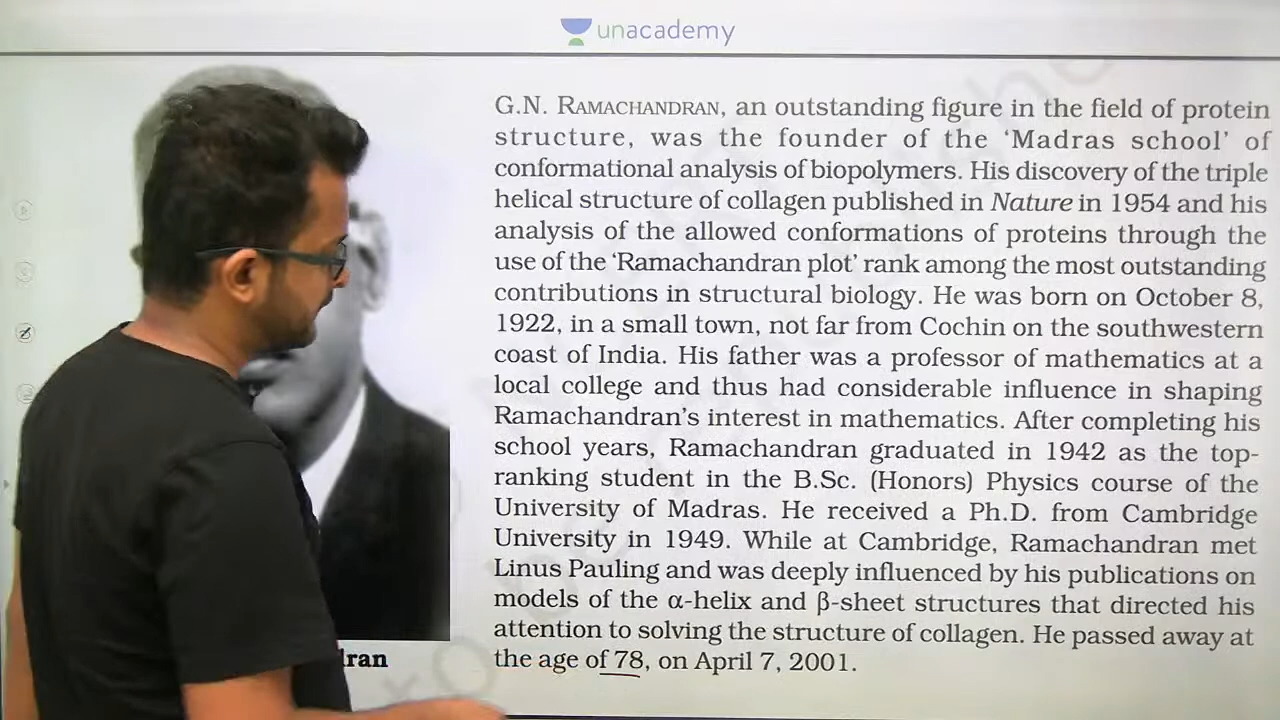 unacademy
G.N. RAMACHANDRAN, an outstanding figure in the field of protein
structure, was the founder of the ‘Madras school’ of
conformational analysis of biopolymers. His discovery of the triple
helical structure of collagen published in Nature in 1954 and his
analysis of the allowed conformations of proteins through the
use of the ‘Ramachandran plot’ rank among the most outstanding
contributions in structural biology. He was born on October 8,
1922, in a small town, not far from Cochin on the southwestern
coast of India. His father was a professor of mathematics at a
local college and thus had considerable influence in shaping
Ramachandran’s interest in mathematics. After completing his
school years, Ramachandran graduated in 1942 as the top-
ranking student in the B.Sc. (Honors) Physics course of the
University of Madras. He received a Ph.D. from Cambridge
University in 1949. While at Cambridge, Ramachandran met
Linus Pauling and was deeply influenced by his publications on
models of the α-helix and β-sheet structures that directed his
attention to solving the structure of collagen. He passed away at
the age of 78, on April 7, 2001.